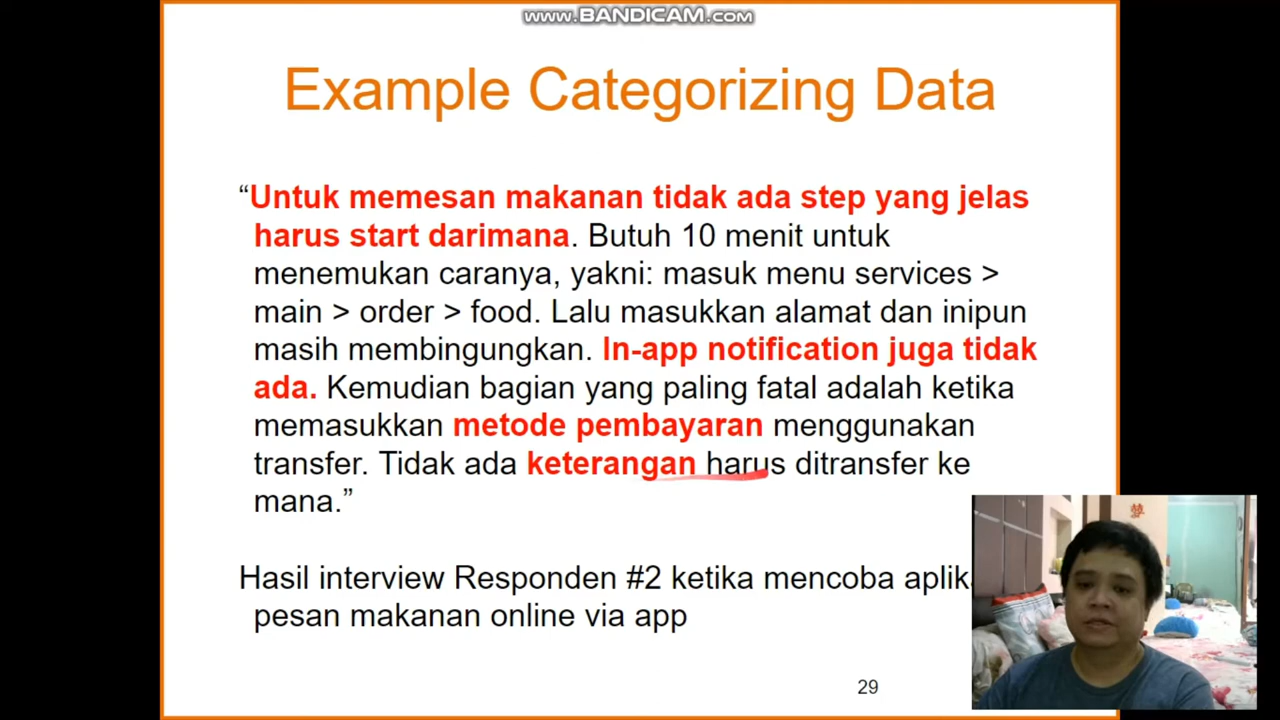 www.BANDICAM.com
Example Categorizing Data
“Untuk memesan makanan tidak ada step yang jelas
harus start darimana. Butuh 10 menit untuk
menemukan caranya, yakni: masuk menu services >
main > order > food. Lalu masukkan alamat dan inipun
masih membingungkan. In-app notification juga tidak
ada. Kemudian bagian yang paling fatal adalah ketika
memasukkan metode pembayaran menggunakan
transfer. Tidak ada keterangan harus ditransfer ke
mana.”
Hasil interview Responden #2 ketika mencoba
pesan makanan online via app
29